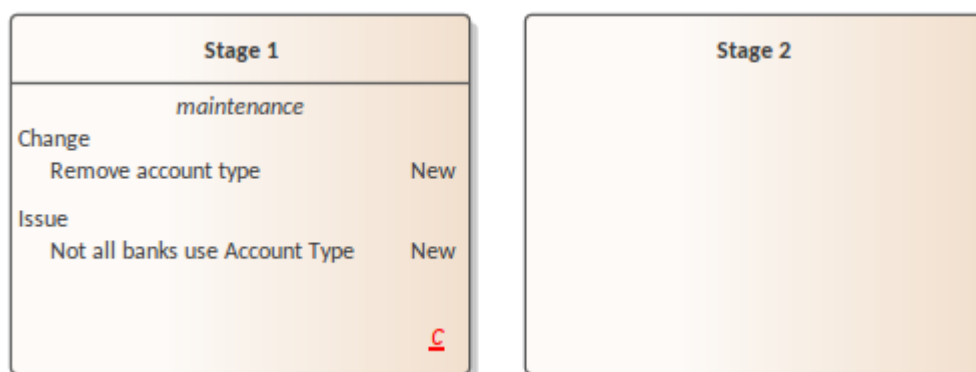 Stage 1
maintenance
Change
Remove account type New
Issue
Not all banks use Account Type New
C
Stage 2